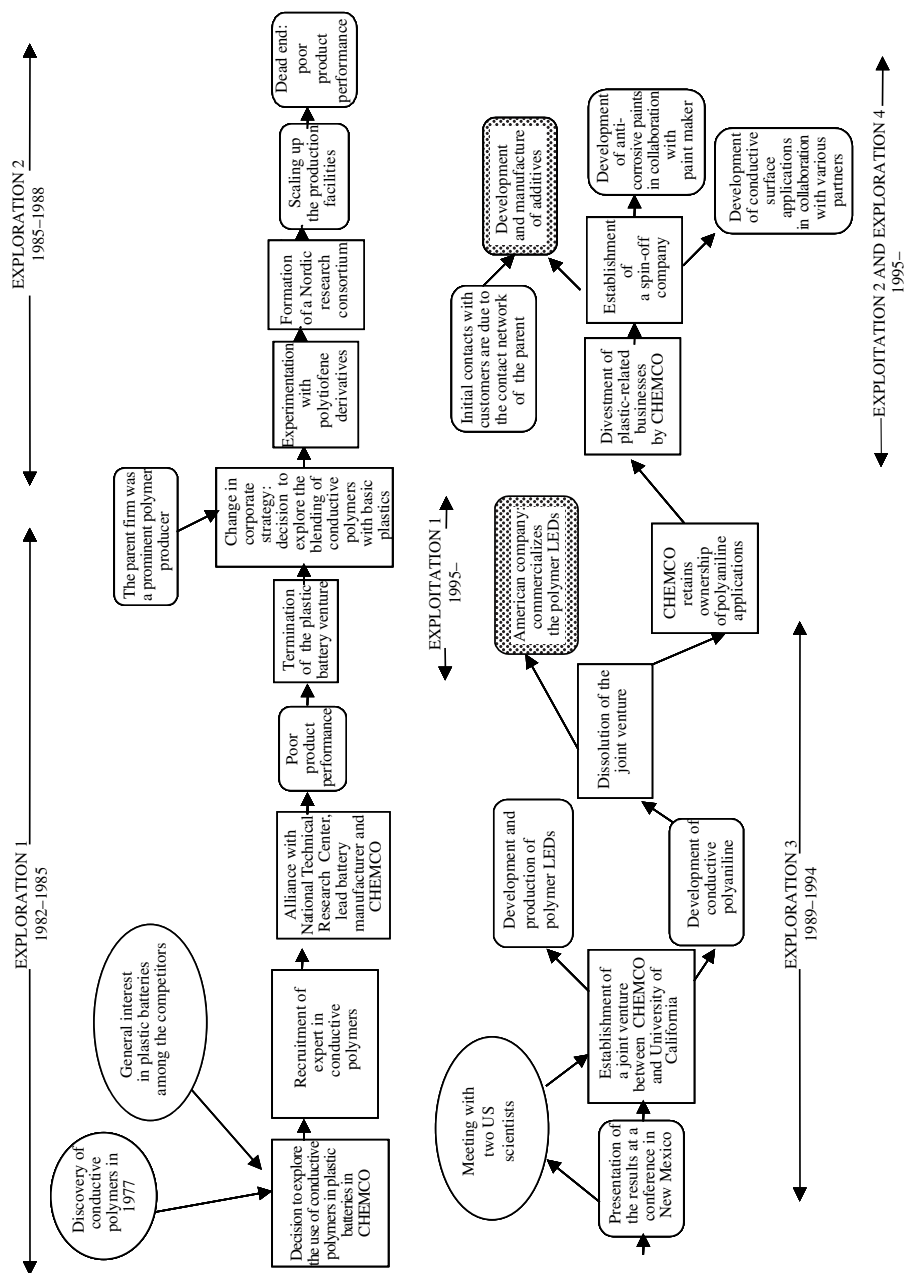 EXPLORATION 1
1982–1985
EXPLORATION 2
1985–1988
Discovery of
conductive
polymers in
1977
General interest
in plastic batteries
among the competitors
The parent firm was
a prominent polymer
producer
Decision to explore
the use of conductive
polymers in plastic
batteries in
CHEMCO
Recruitment of
expert in
conductive
polymers
Alliance with
National Technical
Research Center,
lead battery
manufacturer and
CHEMCO
Poor
product
performance
Termination
of the plastic
battery venture
Change in
corporate
strategy:
decision to
explore the
blending of
conductive
polymers
with basic
plastics
Experimentation
with
polytiofene
derivatives
Formation
of a Nordic
research
consortium
Scaling up
the production
facilities
Dead end:
poor
product
performance
EXPLOITATION 1
1995–
Meeting with
two US
scientists
Presentation of
the results at a
conference in
New Mexico
Establishment of
a joint venture
between CHEMCO
and University of
California
Development and
production of
polymer LEDs
Development of
conductive
polyaniline
Dissolution of the
joint venture
American company
commercializes
the polymer LEDs
CHEMCO
retains
ownership
of polyaniline
applications
Initial contacts with
customers are due to
the contact network
of the parent
Divestment of
plastic-related
businesses
by CHEMCO
Establishment
of
a spin-off
company
Development
and manufacture
of additives
Development
of anti-
corrosive paints
in collaboration
with
paint maker
Development
of conductive
surface
applications
in collaboration
with various
partners
EXPLORATION 3
1989–1994
EXPLOITATION 2 AND EXPLORATION 4
1995–